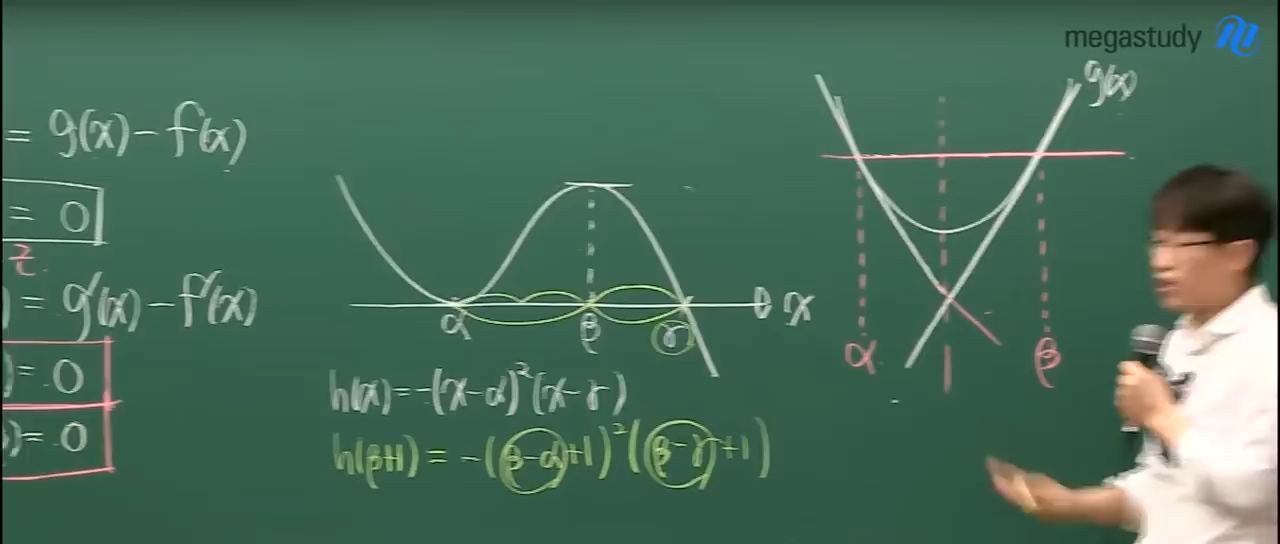 megastudy
= g(x) - f(x)
= 0
z
) = g'(x) - f'(x)
) = 0
) = 0
α β γ x
h(x) = -(x-α)²(x-γ)
h(β+1) = -(β-α+1)²(β-γ+1)
g(x)
α 1 β